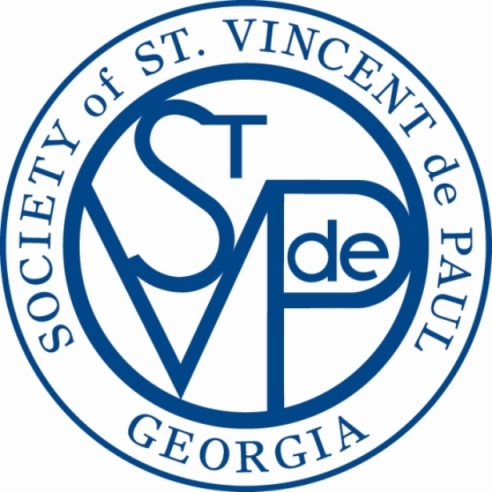 SOCIETY of ST. VINCENT de PAUL
ST
V de P
GEORGIA